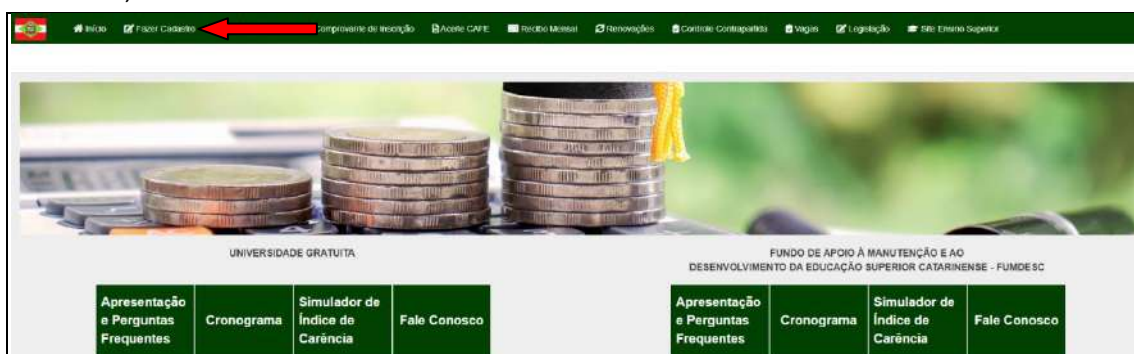 Início Fazer Cadastro Comprovante de Inscrição Aceite CAFE Recibo Mensal Renovações Controle Contrapartida Vagas Legislação Site Ensino Superior
UNIVERSIDADE GRATUITA
Apresentação e Perguntas Frequentes
Cronograma
Simulador de Índice de Carência
Fale Conosco
FUNDO DE APOIO À MANUTENÇÃO E AO
DESENVOLVIMENTO DA EDUCAÇÃO SUPERIOR CATARINENSE - FUMDESC
Apresentação e Perguntas Frequentes
Cronograma
Simulador de Índice de Carência
Fale Conosco